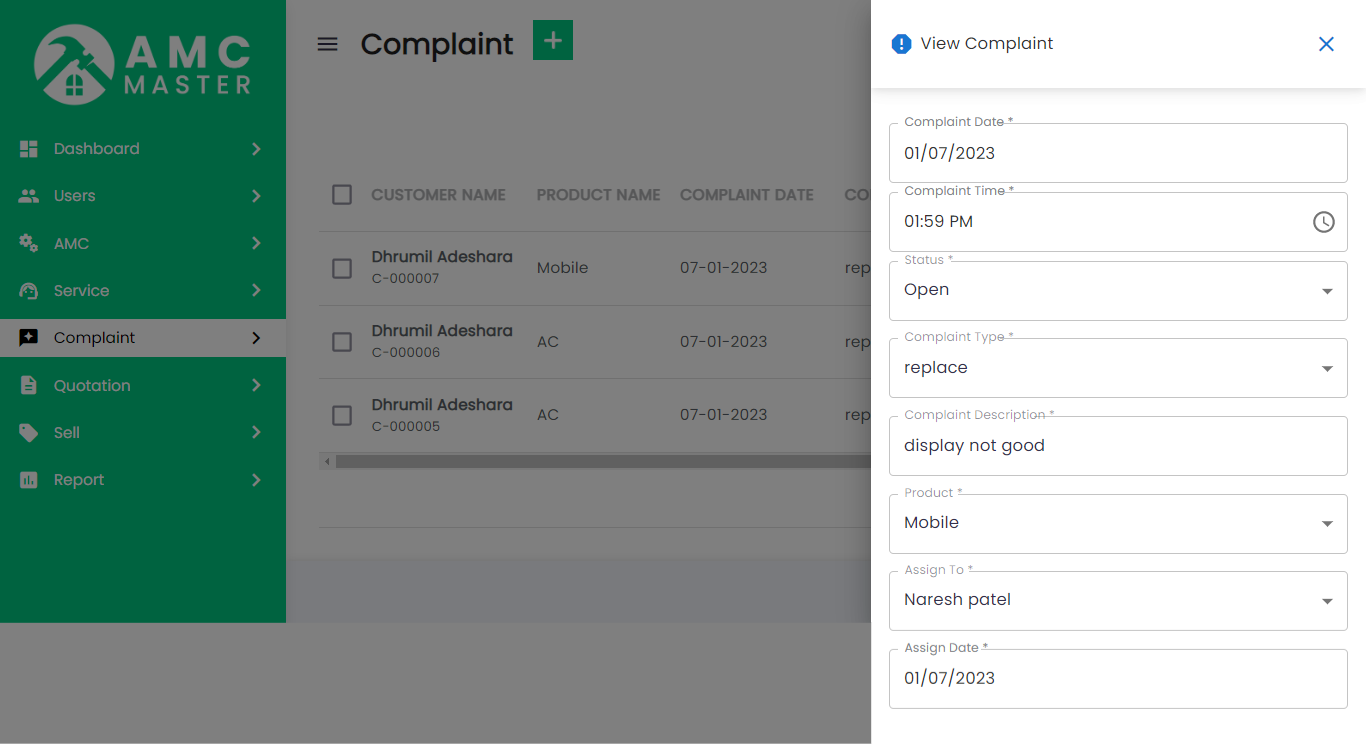 AMC
MASTER
Dashboard
Users
AMC
Service
Complaint
Quotation
Sell
Report
Complaint
CUSTOMER NAME PRODUCT NAME COMPLAINT DATE
Dhrumil Adeshara
C-000007
Mobile 07-01-2023 rep
Dhrumil Adeshara
C-000006
AC 07-01-2023 rep
Dhrumil Adeshara
C-000005
AC 07-01-2023 rep
View Complaint
Complaint Date *
01/07/2023
Complaint Time *
01:59 PM
Status *
Open
Complaint Type *
replace
Complaint Description *
display not good
Product *
Mobile
Assign To *
Naresh patel
Assign Date *
01/07/2023